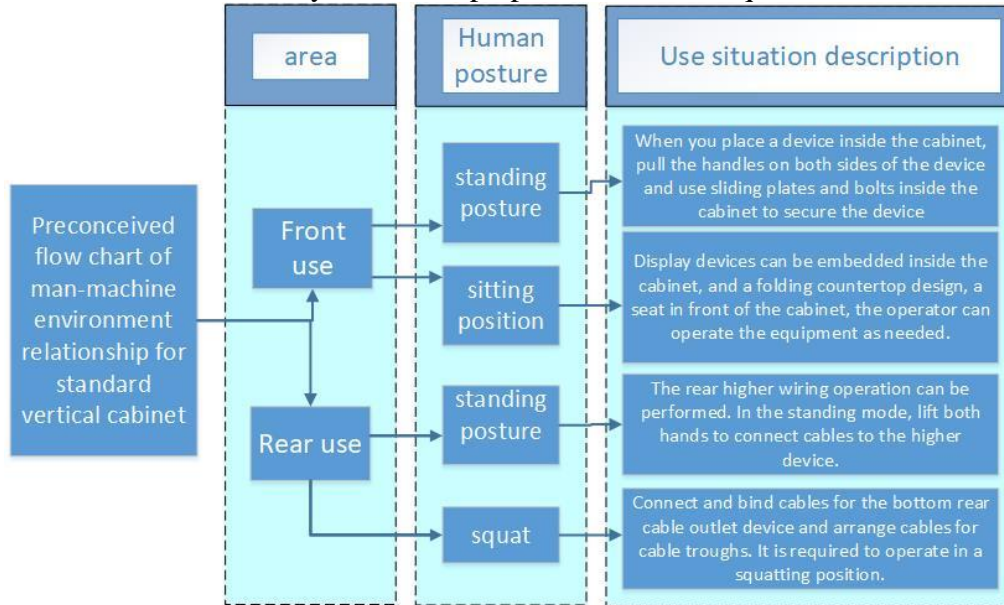 area
Human
posture
Use situation description
Preconceived
flow chart of
man-machine
environment
relationship for
standard
vertical cabinet
Front
use
Rear use
standing
posture
sitting
position
standing
posture
squat
When you place a device inside the cabinet,
pull the handles on both sides of the device
and use sliding plates and bolts inside the
cabinet to secure the device
Display devices can be embedded inside the
cabinet, and a folding countertop design, a
seat in front of the cabinet, the operator can
operate the equipment as needed.
The rear higher wiring operation can be
performed. In the standing mode, lift both
hands to connect cables to the higher
device.
Connect and bind cables for the bottom rear
cable outlet device and arrange cables for
cable troughs. It is required to operate in a
squatting position.